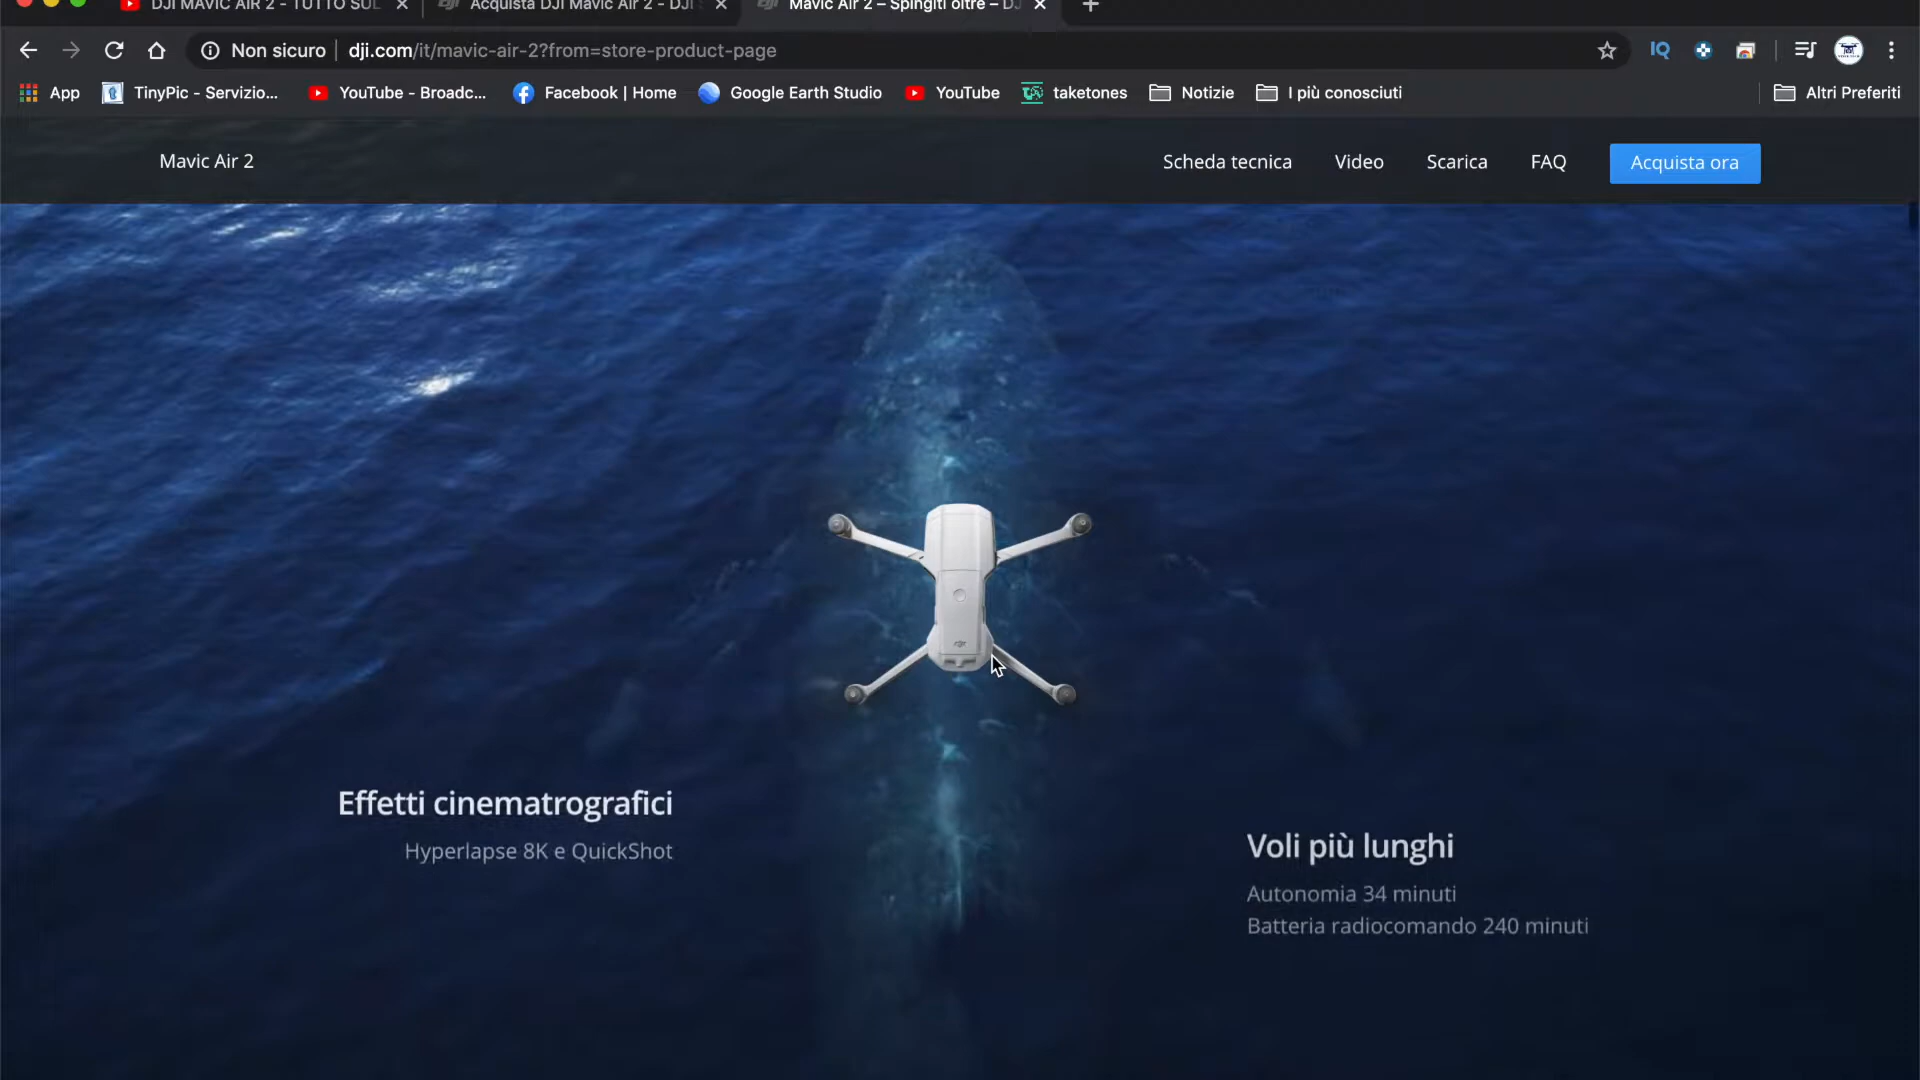 DJI MAVIC AIR 2 - TUTTO SUL
Acquista DJI Mavic Air 2 - DJI S
Mavic Air 2 – Spingiti oltre – DJ
Non sicuro
dji.com/it/mavic-air-2?from=store-product-page
IQ
App
TinyPic - Servizio...
YouTube - Broadc...
Facebook | Home
Google Earth Studio
YouTube
taketones
Notizie
I più conosciuti
Altri Preferiti
Mavic Air 2
Scheda tecnica
Video
Scarica
FAQ
Acquista ora
Effetti cinematrografici
Hyperlapse 8K e QuickShot
Voli più lunghi
Autonomia 34 minuti
Batteria radiocomando 240 minuti